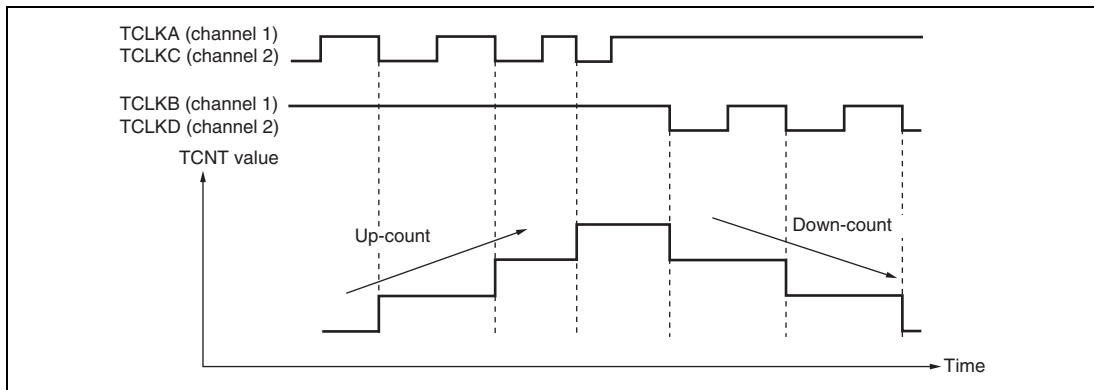 TCLKA (channel 1)
TCLKC (channel 2)
TCLKB (channel 1)
TCLKD (channel 2)
TCNT value
Up-count
Down-count
Time